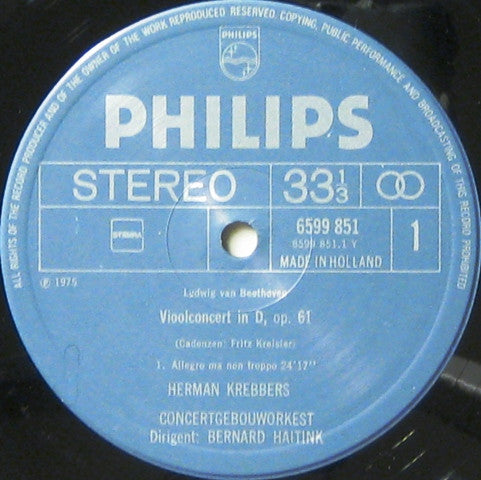 ALL RIGHTS OF THE RECORD PRODUCER AND OF THE OWNER OF THE WORK REPRODUCED RESERVED. COPYING, PUBLIC PERFORMANCE AND BROADCASTING OF THIS RECORD PROHIBITED
PHILIPS
PHILIPS
STEREO 33 1/3
STEMRA 6599 851 1
6599 851.1 Y
MADE IN HOLLAND
℗ 1975
Ludwig van Beethoven
Vioolconcert in D, op. 61
(Cadenzen: Fritz Kreisler)
1. Allegro ma non troppo 24'17"
HERMAN KREBBERS
CONCERTGEBOUWORKEST
Dirigent: BERNARD HAITINK